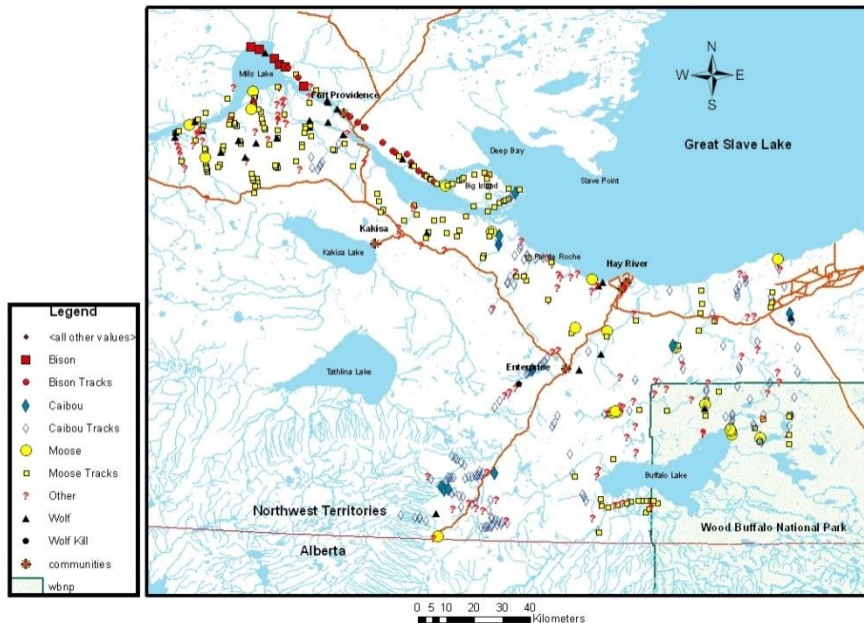 N
W E
S
Mills Lake
Fort Providence
Great Slave Lake
Deep Bay
Slave Point
Big Island
Kakisa
Kakisa Lake
Pointe Roche
Hay River
Tathlina Lake
Enterprise
Buffalo Lake
Northwest Territories
Alberta
Wood Buffalo National Park
Legend
<all other values>
Bison
Bison Tracks
Caibou
Caibou Tracks
Moose
Moose Tracks
Other
Wolf
Wolf Kill
communities
wbnp
0 5 10 20 30 40
Kilometers